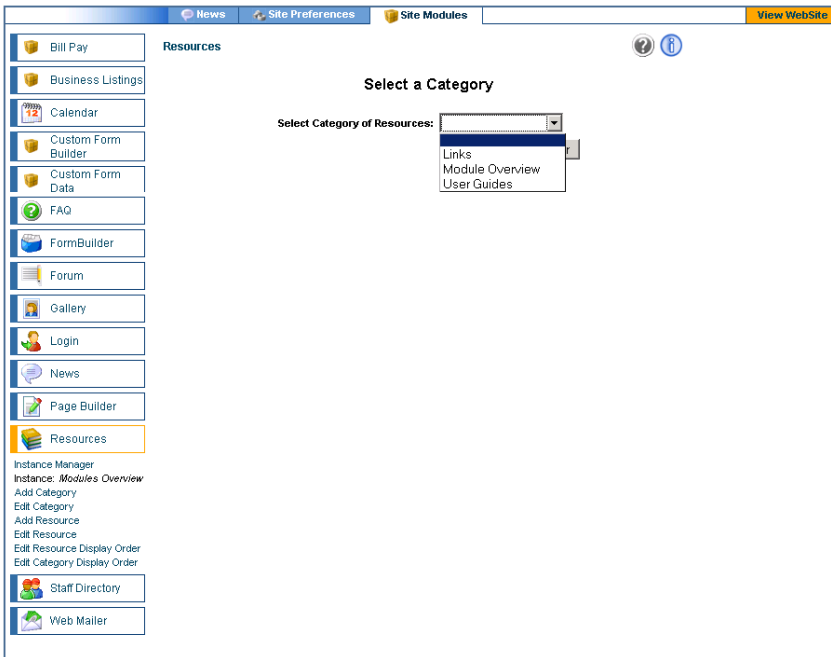 News
Site Preferences
Site Modules
View WebSite
Resources
Select a Category
Select Category of Resources:
Links
Module Overview
User Guides
r
Bill Pay
Business Listings
12
Calendar
Custom Form
Builder
Custom Form
Data
FAQ
FormBuilder
Forum
Gallery
Login
News
Page Builder
Resources
Instance Manager
Instance: Modules Overview
Add Category
Edit Category
Add Resource
Edit Resource
Edit Resource Display Order
Edit Category Display Order
Staff Directory
Web Mailer